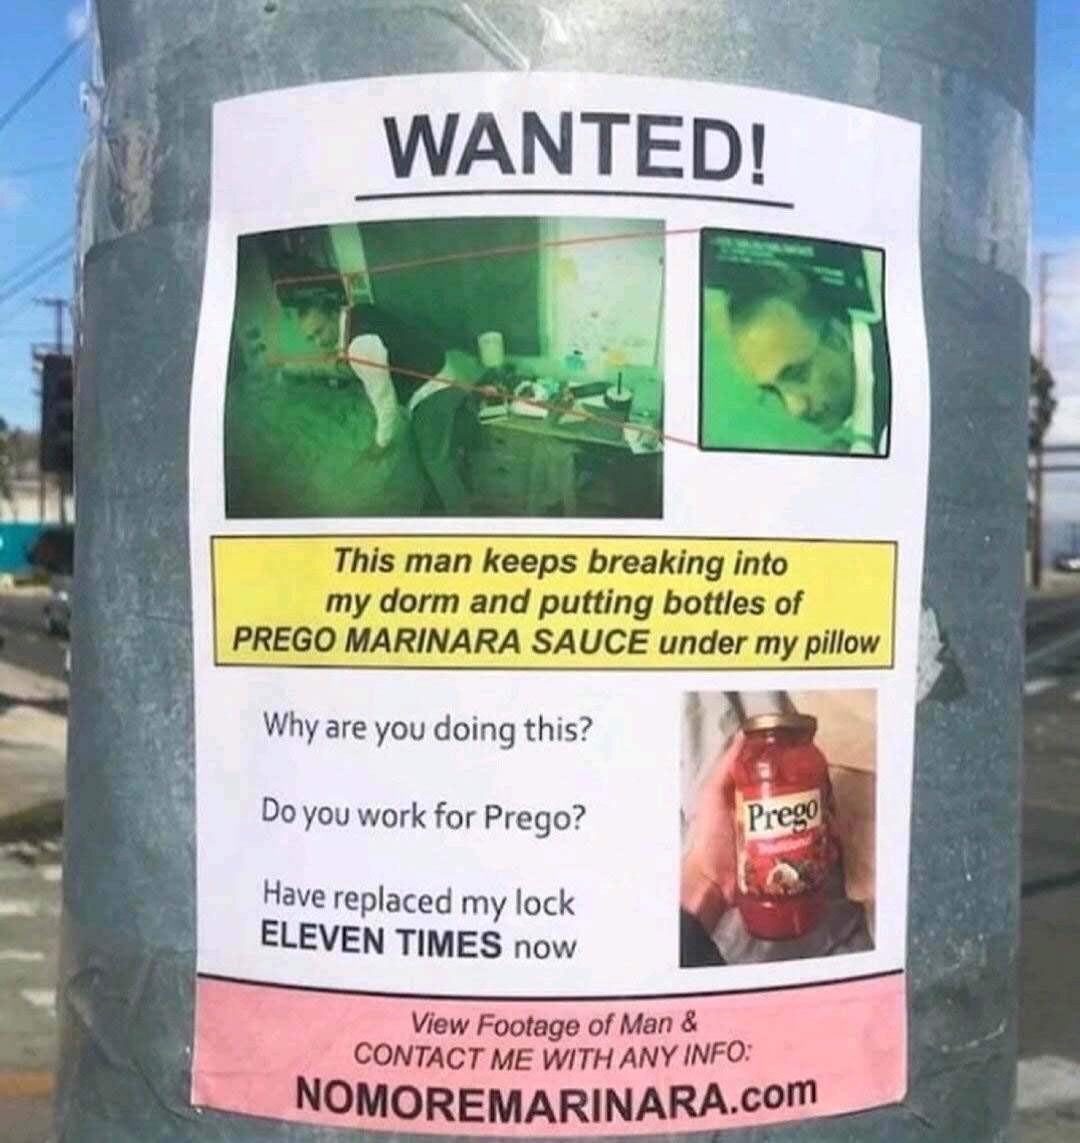 WANTED!
This man keeps breaking into
my dorm and putting bottles of
PREGO MARINARA SAUCE under my pillow
Why are you doing this?
Do you work for Prego?
Prego
Have replaced my lock
ELEVEN TIMES now
View Footage of Man &
CONTACT ME WITH ANY INFO:
NOMOREMARINARA.com